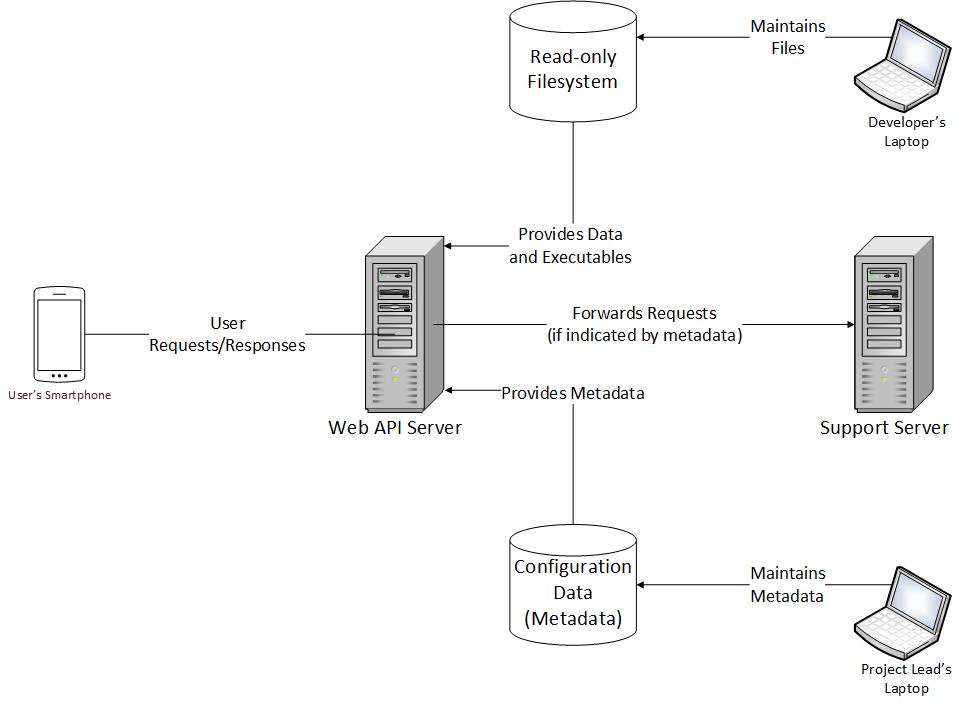 Read-only
Filesystem
Maintains
Files
Developer's
Laptop
Provides Data
and Executables
User
Requests/Responses
Forwards Requests
(if indicated by metadata)
User's Smartphone
Provides Metadata
Web API Server
Support Server
Configuration
Data
(Metadata)
Maintains
Metadata
Project Lead's
Laptop